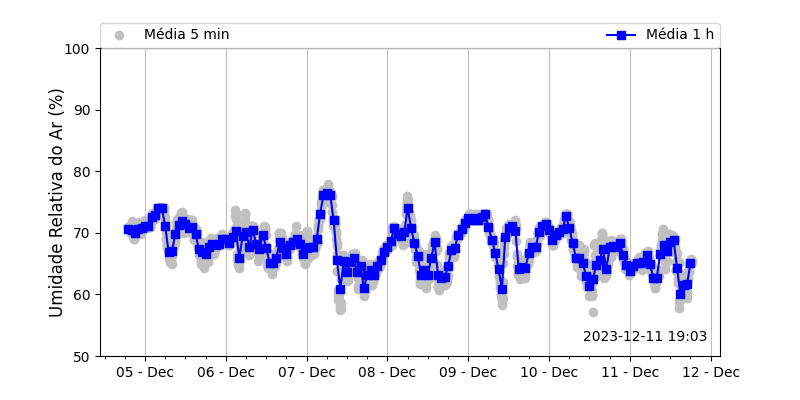 Média 5 min
Média 1 h
Umidade Relativa do Ar (%)
100
90
80
70
60
50
2023-12-11 19:03
05 - Dec
06 - Dec
07 - Dec
08 - Dec
09 - Dec
10 - Dec
11 - Dec
12 - Dec